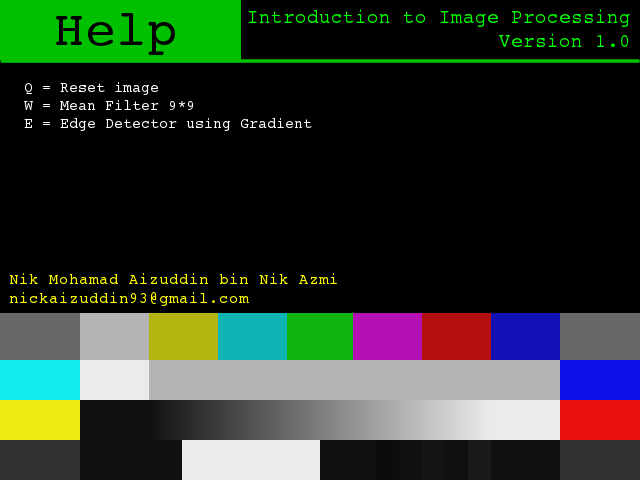 Help
Introduction to Image Processing
Version 1.0
Q = Reset image
W = Mean Filter 9*9
E = Edge Detector using Gradient
Nik Mohamad Aizuddin bin Nik Azmi
nickaizuddin93@gmail.com